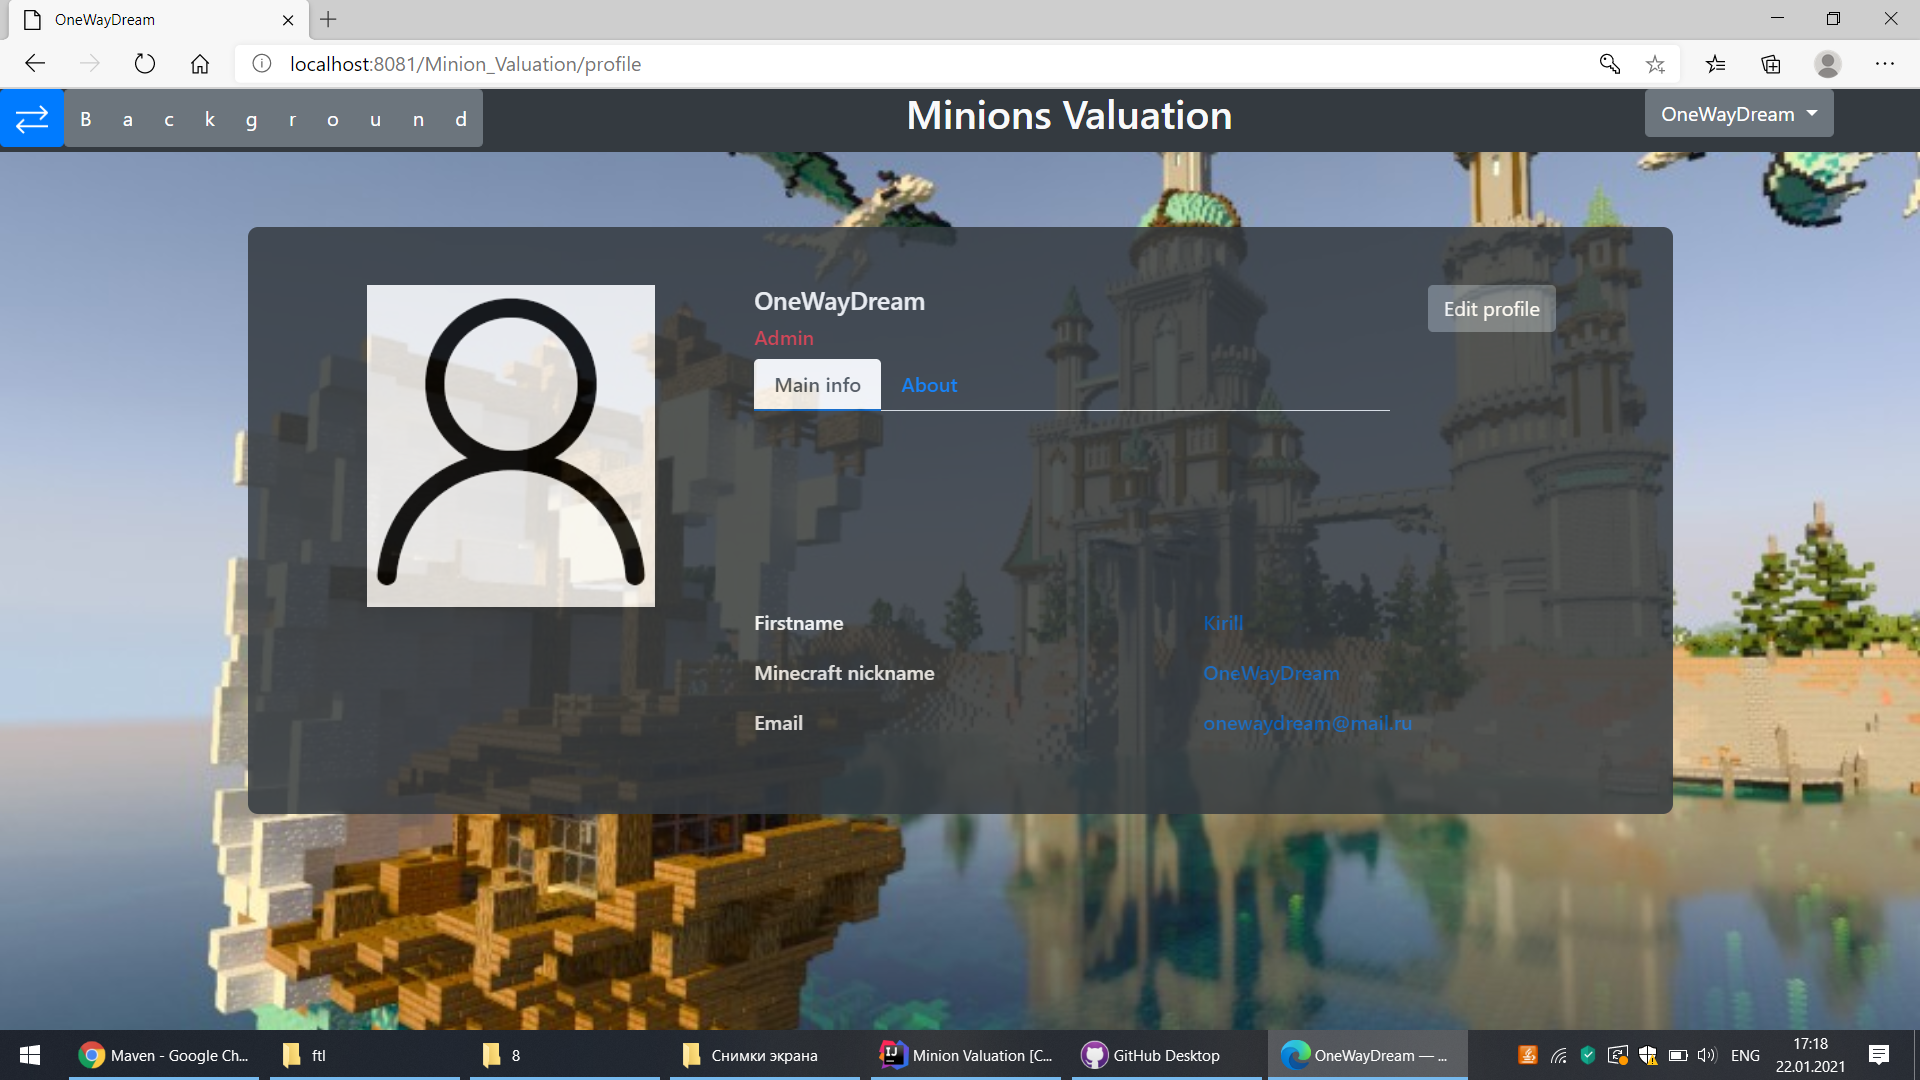 OneWayDream
localhost:8081/Minion_Valuation/profile
Background
Minions Valuation
OneWayDream
OneWayDream
Edit profile
Admin
Main info
About
Firstname
Kirill
Minecraft nickname
OneWayDream
Email
onewaydream@mail.ru
Maven - Google Ch...
ftl
8
Снимки экрана
Minion Valuation [C...
GitHub Desktop
OneWayDream — ...
ENG
17:18
22.01.2021